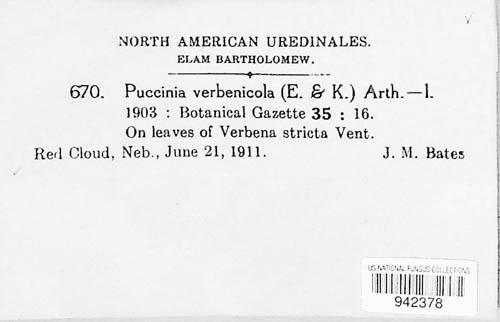 NORTH AMERICAN UREDINALES.
ELAM BARTHOLOMEW.
670. Puccinia verbenicola (E. & K.) Arth.—I.
1903 : Botanical Gazette 35 : 16.
On leaves of Verbena stricta Vent.
Red Cloud, Neb., June 21, 1911. J. M. Bates
US NATIONAL FUNGUS COLLECTIONS
942378